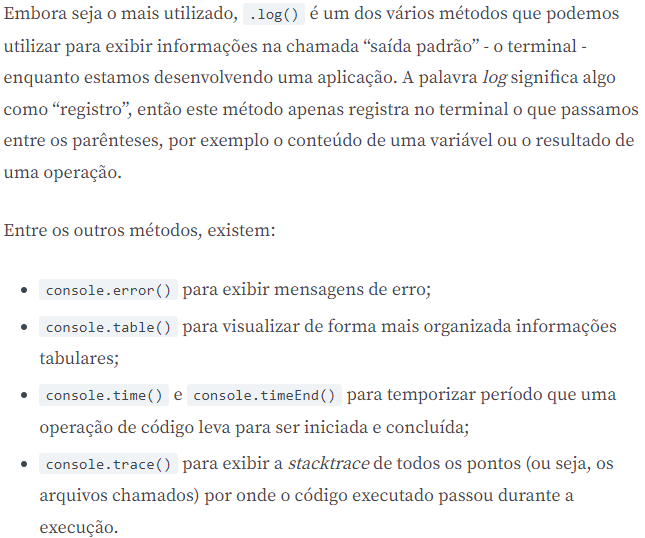 Embora seja o mais utilizado, .log() é um dos vários métodos que podemos
utilizar para exibir informações na chamada “saída padrão” - o terminal -
enquanto estamos desenvolvendo uma aplicação. A palavra log significa algo
como “registro”, então este método apenas registra no terminal o que passamos
entre os parênteses, por exemplo o conteúdo de uma variável ou o resultado de
uma operação.
Entre os outros métodos, existem:
• console.error() para exibir mensagens de erro;
• console.table() para visualizar de forma mais organizada informações
tabulares;
• console.time() e console.timeEnd() para temporizar período que uma
operação de código leva para ser iniciada e concluída;
• console.trace() para exibir a stacktrace de todos os pontos (ou seja, os
arquivos chamados) por onde o código executado passou durante a
execução.